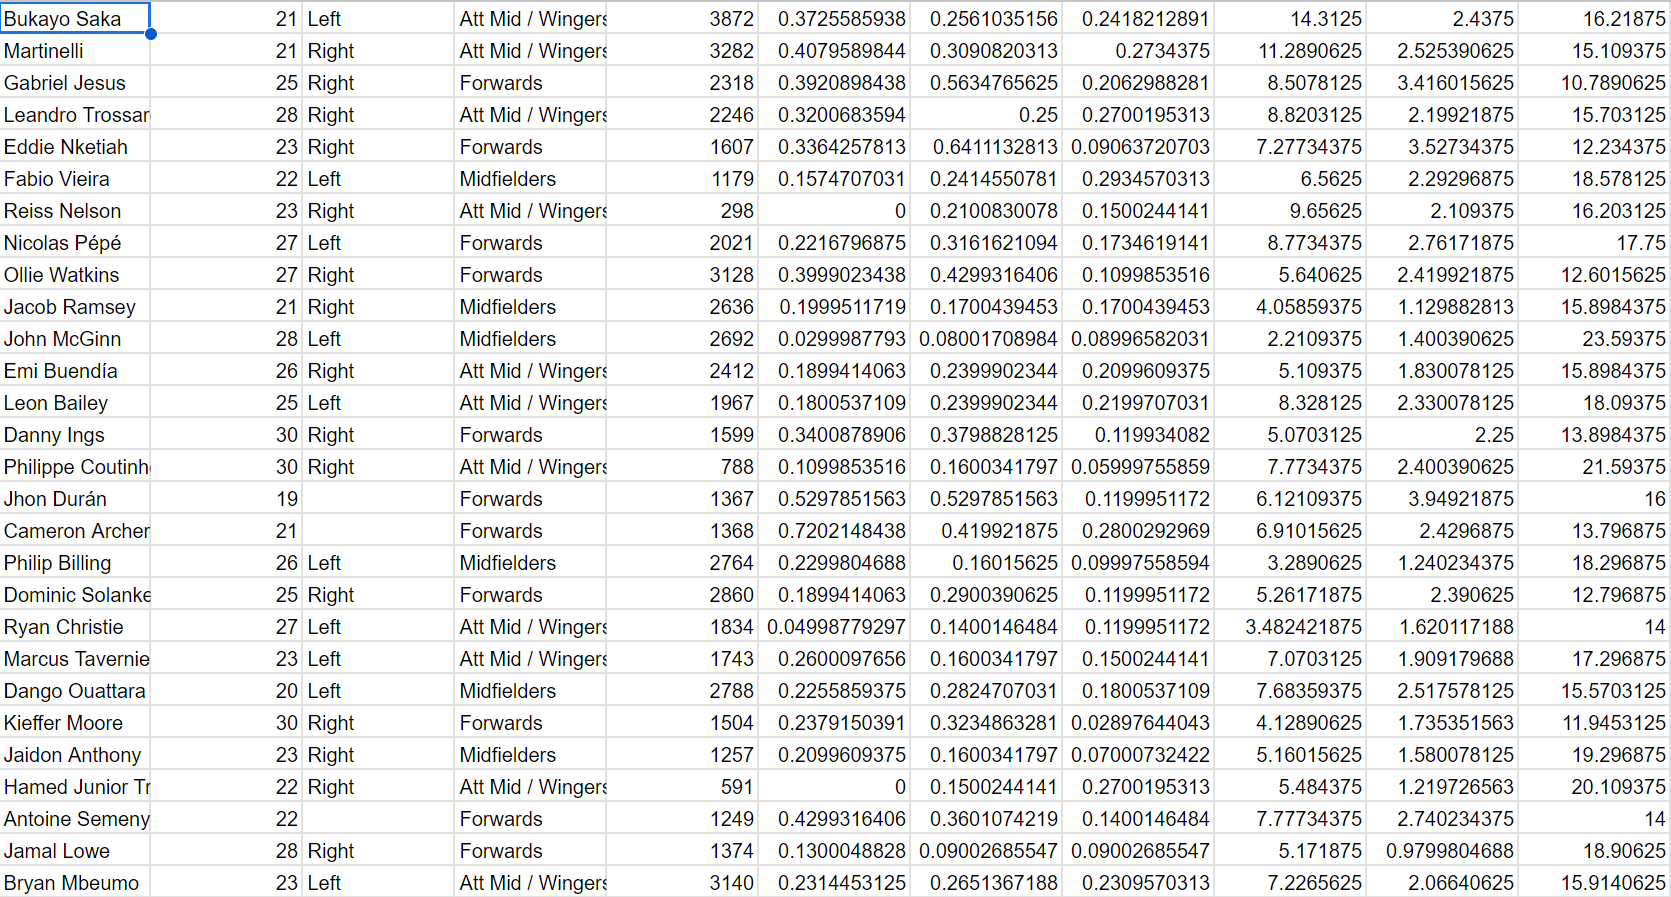 Bukayo Saka 21 Left Att Mid / Wingers 3872 0.3725585938 0.2561035156 0.2418212891 14.3125 2.4375 16.21875
Martinelli 21 Right Att Mid / Wingers 3282 0.4079589844 0.3090820313 0.2734375 11.2890625 2.525390625 15.109375
Gabriel Jesus 25 Right Forwards 2318 0.3920898438 0.5634765625 0.2062988281 8.5078125 3.416015625 10.7890625
Leandro Trossar 28 Right Att Mid / Wingers 2246 0.3200683594 0.25 0.2700195313 8.8203125 2.19921875 15.703125
Eddie Nketiah 23 Right Forwards 1607 0.3364257813 0.6411132813 0.09063720703 7.27734375 3.52734375 12.234375
Fabio Vieira 22 Left Midfielders 1179 0.1574707031 0.2414550781 0.2934570313 6.5625 2.29296875 18.578125
Reiss Nelson 23 Right Att Mid / Wingers 298 0 0.2100830078 0.1500244141 9.65625 2.109375 16.203125
Nicolas Pépé 27 Left Forwards 2021 0.2216796875 0.3161621094 0.1734619141 8.7734375 2.76171875 17.75
Ollie Watkins 27 Right Forwards 3128 0.3999023438 0.4299316406 0.1099853516 5.640625 2.419921875 12.6015625
Jacob Ramsey 21 Right Midfielders 2636 0.1999511719 0.1700439453 0.1700439453 4.05859375 1.129882813 15.8984375
John McGinn 28 Left Midfielders 2692 0.0299987793 0.08001708984 0.08996582031 2.2109375 1.400390625 23.59375
Emi Buendía 26 Right Att Mid / Wingers 2412 0.1899414063 0.2399902344 0.2099609375 5.109375 1.830078125 15.8984375
Leon Bailey 25 Left Att Mid / Wingers 1967 0.1800537109 0.2399902344 0.2199707031 8.328125 2.330078125 18.09375
Danny Ings 30 Right Forwards 1599 0.3400878906 0.3798828125 0.119934082 5.0703125 2.25 13.8984375
Philippe Coutinh 30 Right Att Mid / Wingers 788 0.1099853516 0.1600341797 0.05999755859 7.7734375 2.400390625 21.59375
Jhon Durán 19 Forwards 1367 0.5297851563 0.5297851563 0.1199951172 6.12109375 3.94921875 16
Cameron Archer 21 Forwards 1368 0.7202148438 0.419921875 0.2800292969 6.91015625 2.4296875 13.796875
Philip Billing 26 Left Midfielders 2764 0.2299804688 0.16015625 0.09997558594 3.2890625 1.240234375 18.296875
Dominic Solanke 25 Right Forwards 2860 0.1899414063 0.2900390625 0.1199951172 5.26171875 2.390625 12.796875
Ryan Christie 27 Left Att Mid / Wingers 1834 0.04998779297 0.1400146484 0.1199951172 3.482421875 1.620117188 14
Marcus Tavernie 23 Left Att Mid / Wingers 1743 0.2600097656 0.1600341797 0.1500244141 7.0703125 1.909179688 17.296875
Dango Ouattara 20 Left Midfielders 2788 0.2255859375 0.2824707031 0.1800537109 7.68359375 2.517578125 15.5703125
Kieffer Moore 30 Right Forwards 1504 0.2379150391 0.3234863281 0.02897644043 4.12890625 1.735351563 11.9453125
Jaidon Anthony 23 Right Midfielders 1257 0.2099609375 0.1600341797 0.07000732422 5.16015625 1.580078125 19.296875
Hamed Junior Tr 22 Right Att Mid / Wingers 591 0 0.1500244141 0.2700195313 5.484375 1.219726563 20.109375
Antoine Semeny 22 Forwards 1249 0.4299316406 0.3601074219 0.1400146484 7.77734375 2.740234375 14
Jamal Lowe 28 Right Forwards 1374 0.1300048828 0.09002685547 0.09002685547 5.171875 0.9799804688 18.90625
Bryan Mbeumo 23 Left Att Mid / Wingers 3140 0.2314453125 0.2651367188 0.2309570313 7.2265625 2.06640625 15.9140625